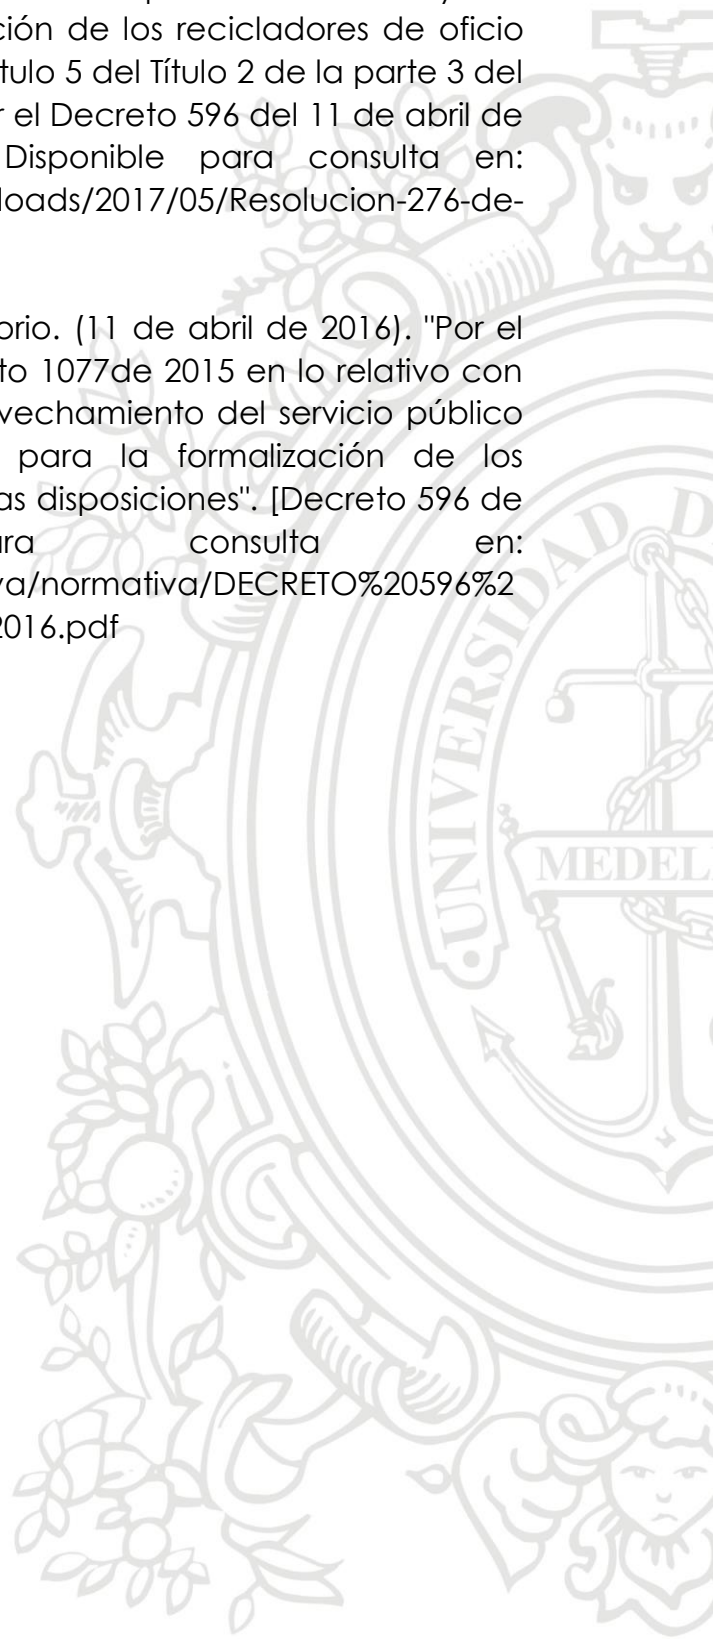 ción de los recicladores de oficio
tulo 5 del Título 2 de la parte 3 del
r el Decreto 596 del 11 de abril de
Disponible para consulta en:
loads/2017/05/Resolucion-276-de-
orio. (11 de abril de 2016). "Por el
to 1077de 2015 en lo relativo con
vechamiento del servicio público
para la formalización de los
as disposiciones". [Decreto 596 de
ra consulta en:
va/normativa/DECRETO%20596%2
2016.pdf
UNIVERSIDAD D
MEDEL